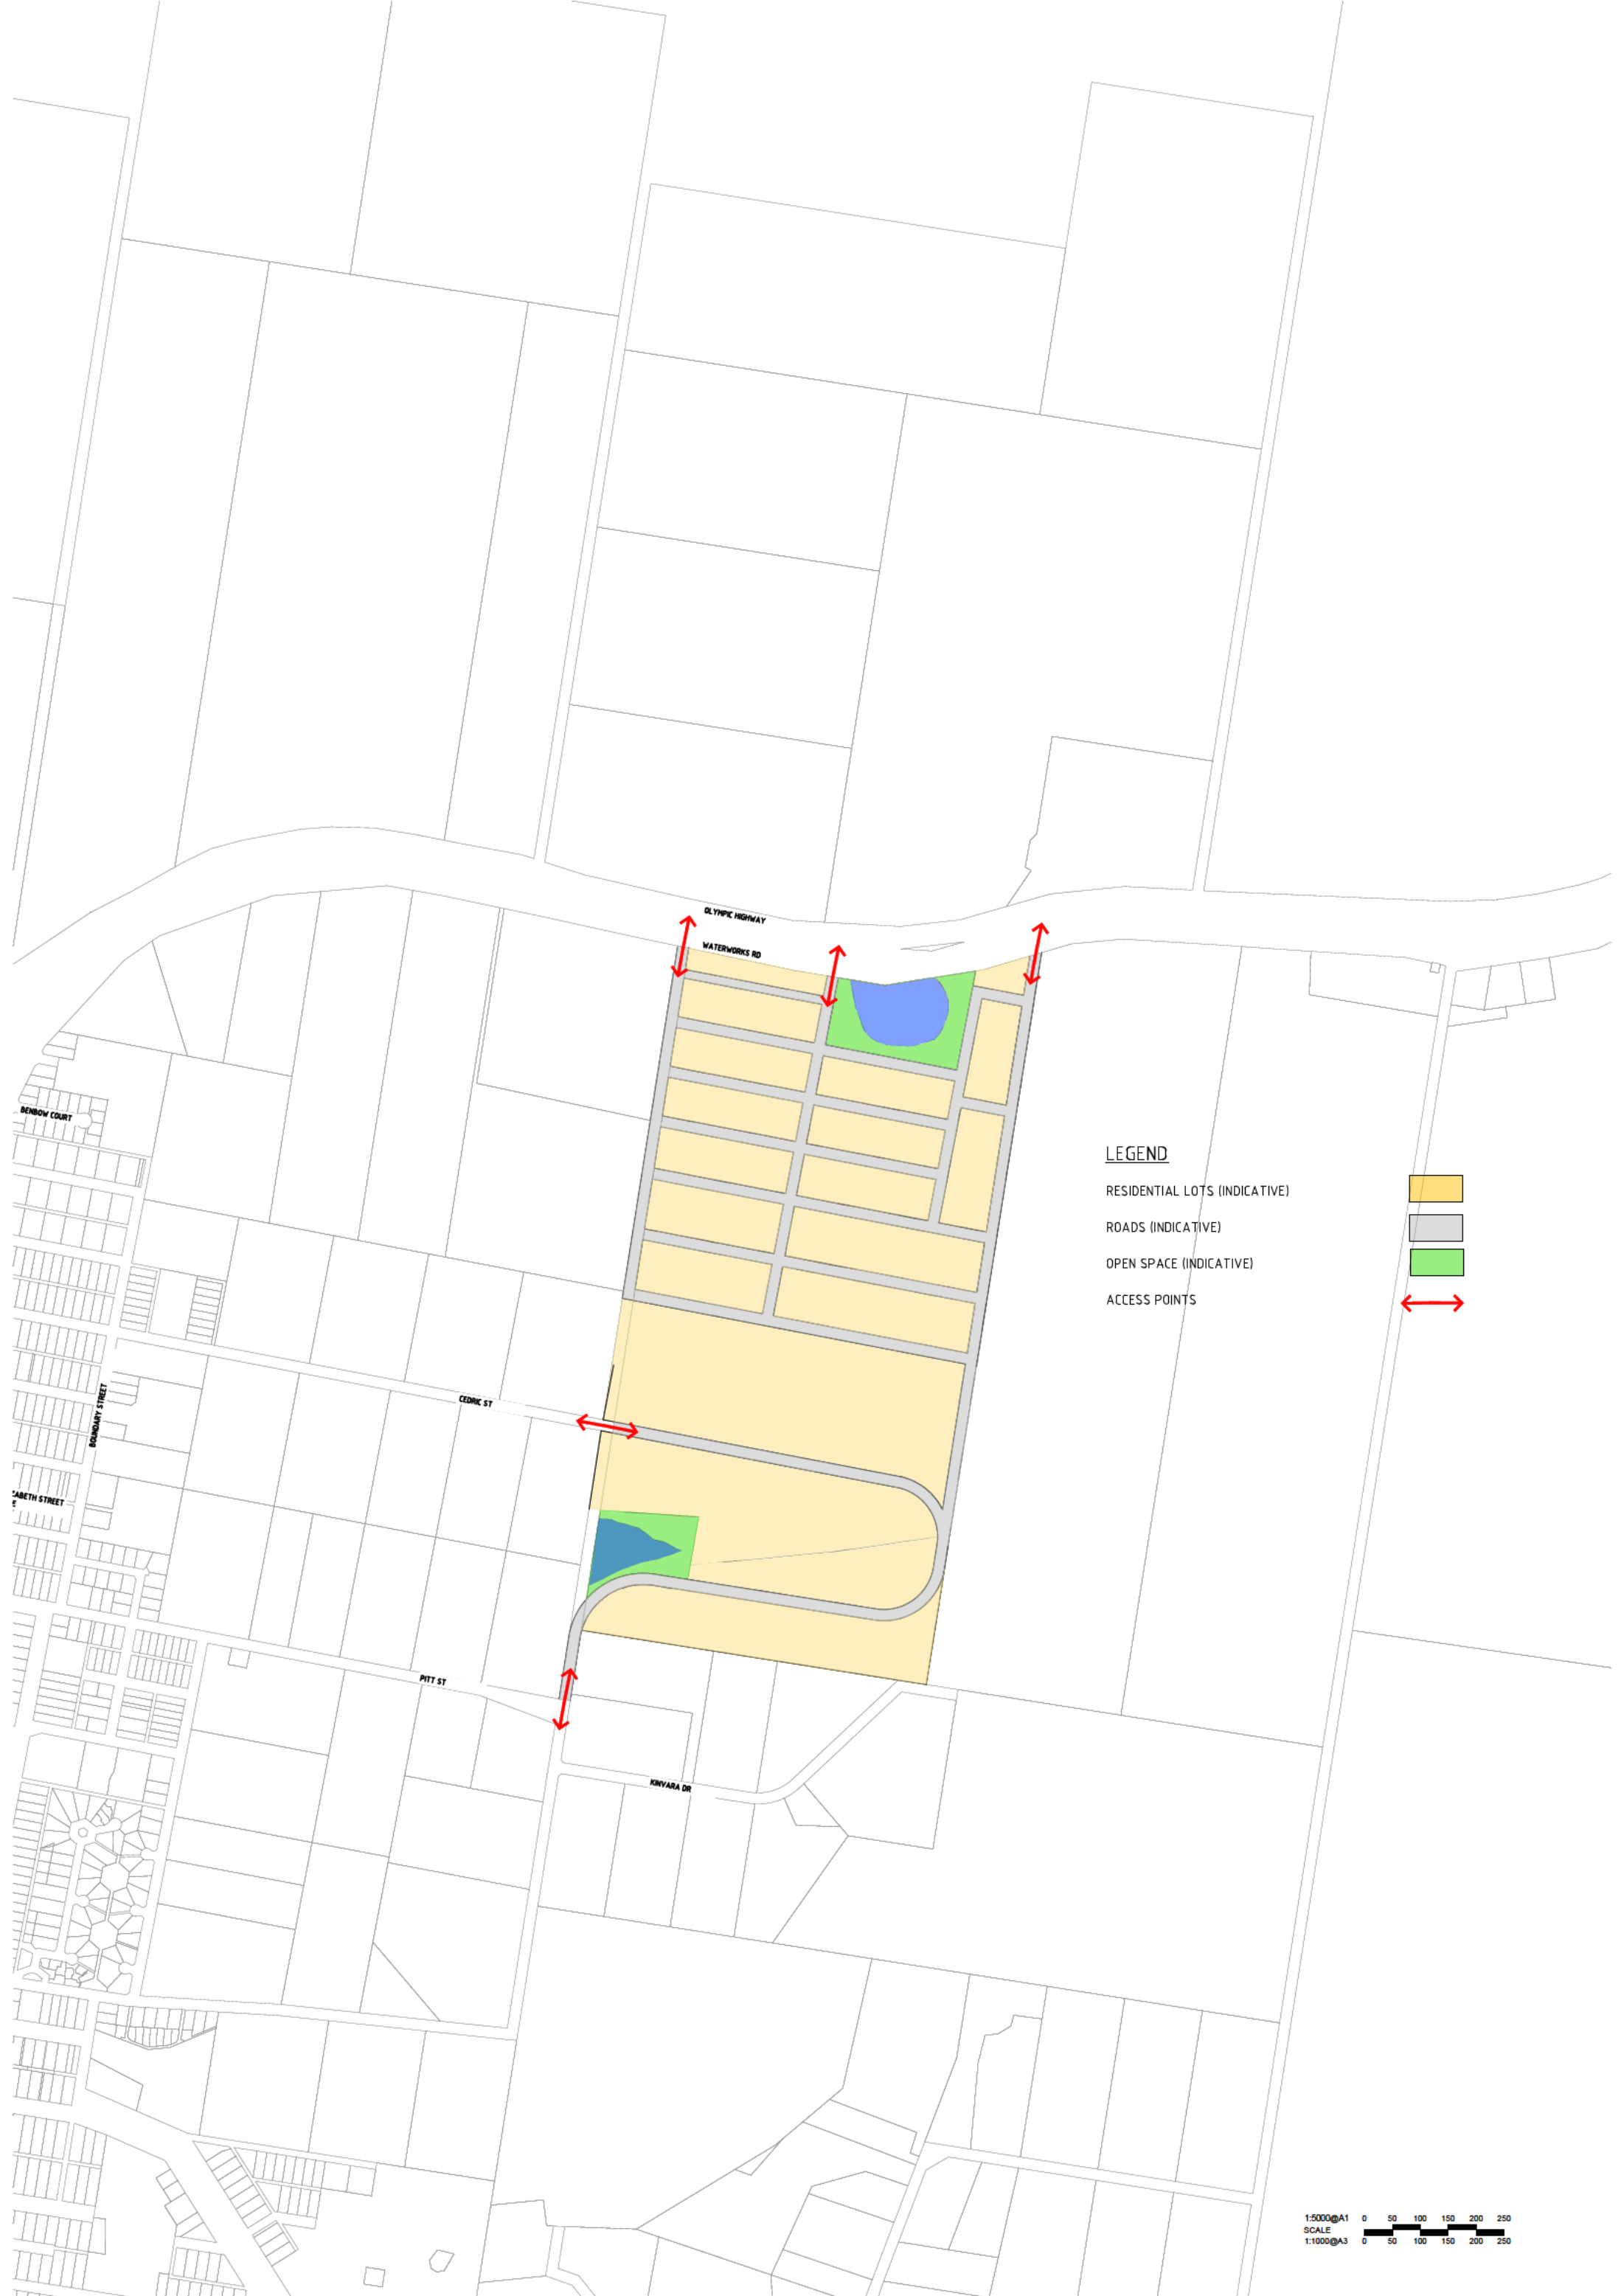 OLYMPIC HIGHWAY
WATERWORKS RD
BENBOW COURT
LEGEND
RESIDENTIAL LOTS (INDICATIVE)
ROADS (INDICATIVE)
OPEN SPACE (INDICATIVE)
ACCESS POINTS
CEDRIC ST
BOUNDARY STREET
ZABETH STREET
PITT ST
KINVARA DR
1:5000@A1 0 50 100 150 200 250
SCALE
1:1000@A3 0 50 100 150 200 250